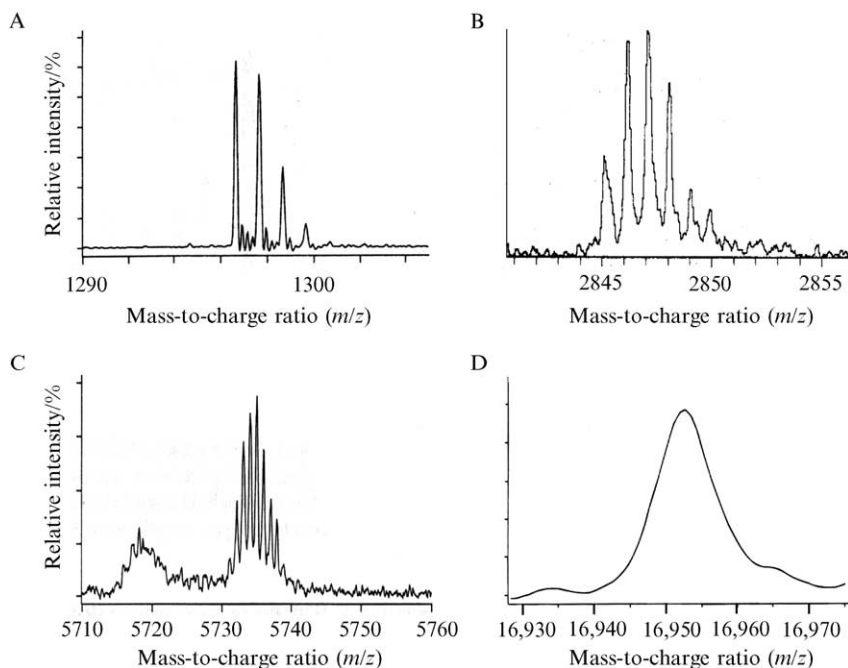 A
Relative intensity/%
1290 1300
Mass-to-charge ratio (m/z)
B
2845 2850 2855
Mass-to-charge ratio (m/z)
C
Relative intensity/%
5710 5720 5730 5740 5750 5760
Mass-to-charge ratio (m/z)
D
16,930 16,940 16,950 16,960 16,970
Mass-to-charge ratio (m/z)